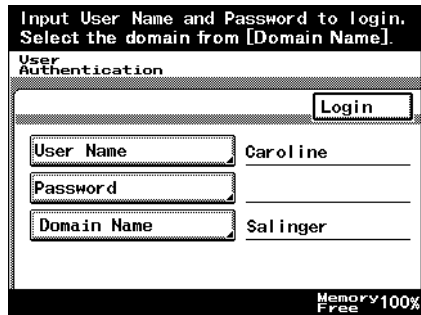 Input User Name and Password to login.
Select the domain from [Domain Name].
User
Authentication
Login
User Name Caroline
Password
Domain Name Salinger
Memory
Free 100%